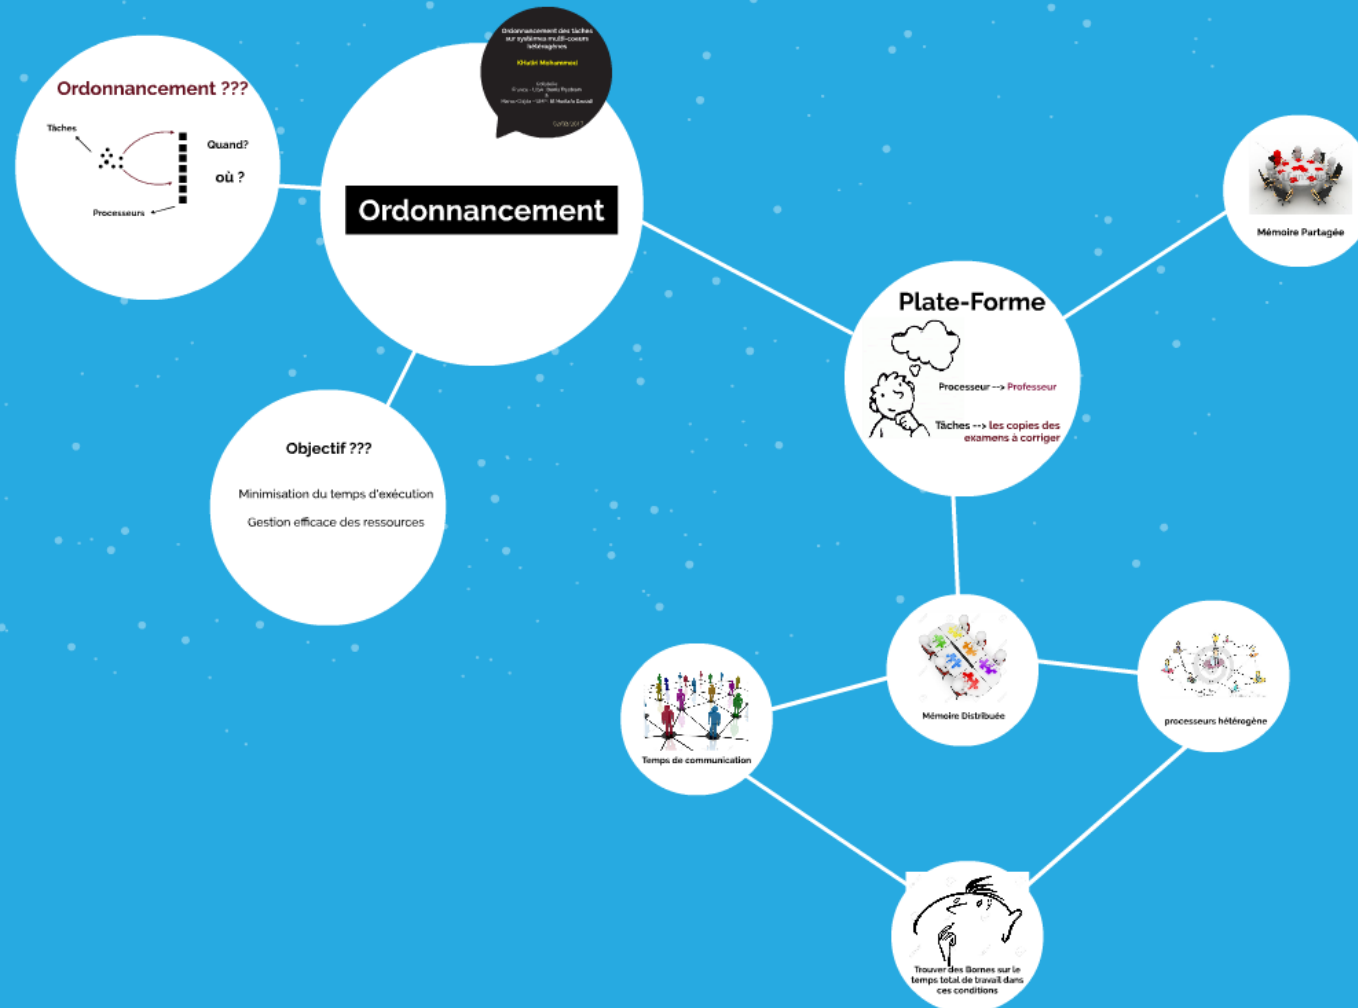 Ordonnancement des tâches
sur systèmes multi-coeurs
hétérogènes
KHatiri Mohammed
Ordonnancement ???
Tâches
Quand?
où ?
Processeurs
Ordonnancement
Objectif ???
Minimisation du temps d'exécution
Gestion efficace des ressources
Plate-Forme
Processeur --> Professeur
Tâches --> les copies des
examens à corriger
Mémoire Partagée
Mémoire Distribuée
processeurs hétérogène
Temps de communication
Trouver des Bornes sur le
temps total de travail dans
ces conditions